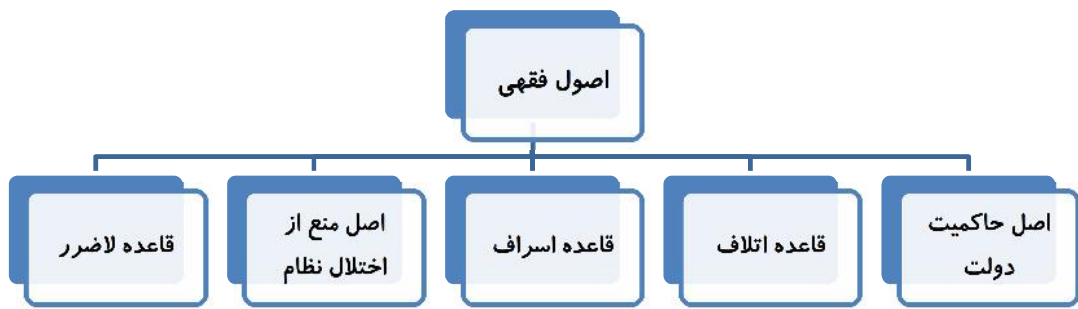 اصول فقهی
اصل حاکمیت
دولت
قاعده اتلاف
قاعده اسراف
اصل منع از
اختلال نظام
قاعده لاضرر